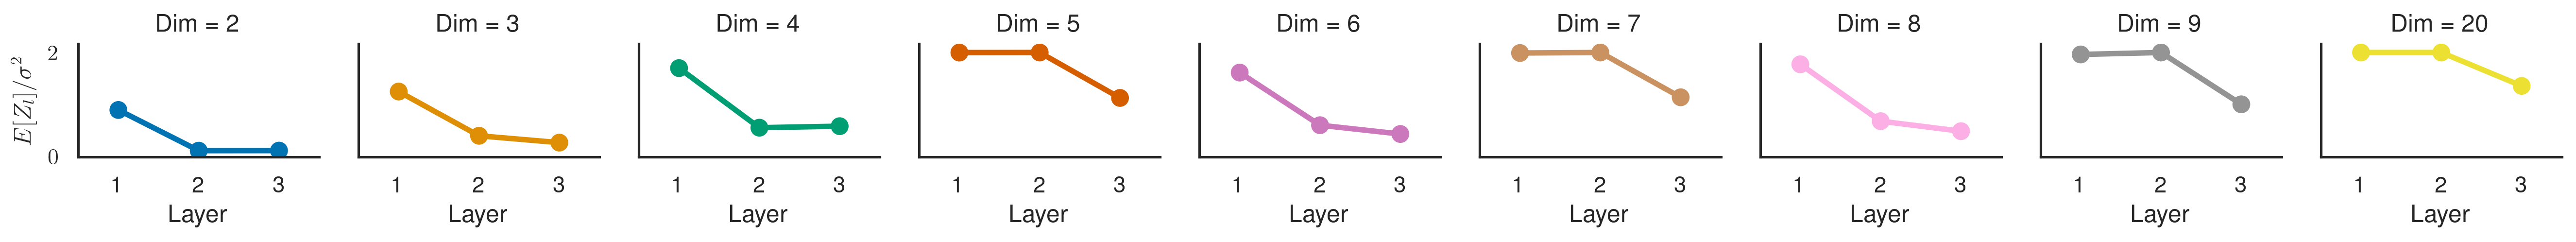 Dim = 2 Dim = 3 Dim = 4 Dim = 5 Dim = 6 Dim = 7 Dim = 8 Dim = 9 Dim = 20
E[Z_l]/σ²
2
0
1 2 3 1 2 3 1 2 3 1 2 3 1 2 3 1 2 3 1 2 3 1 2 3 1 2 3
Layer Layer Layer Layer Layer Layer Layer Layer Layer